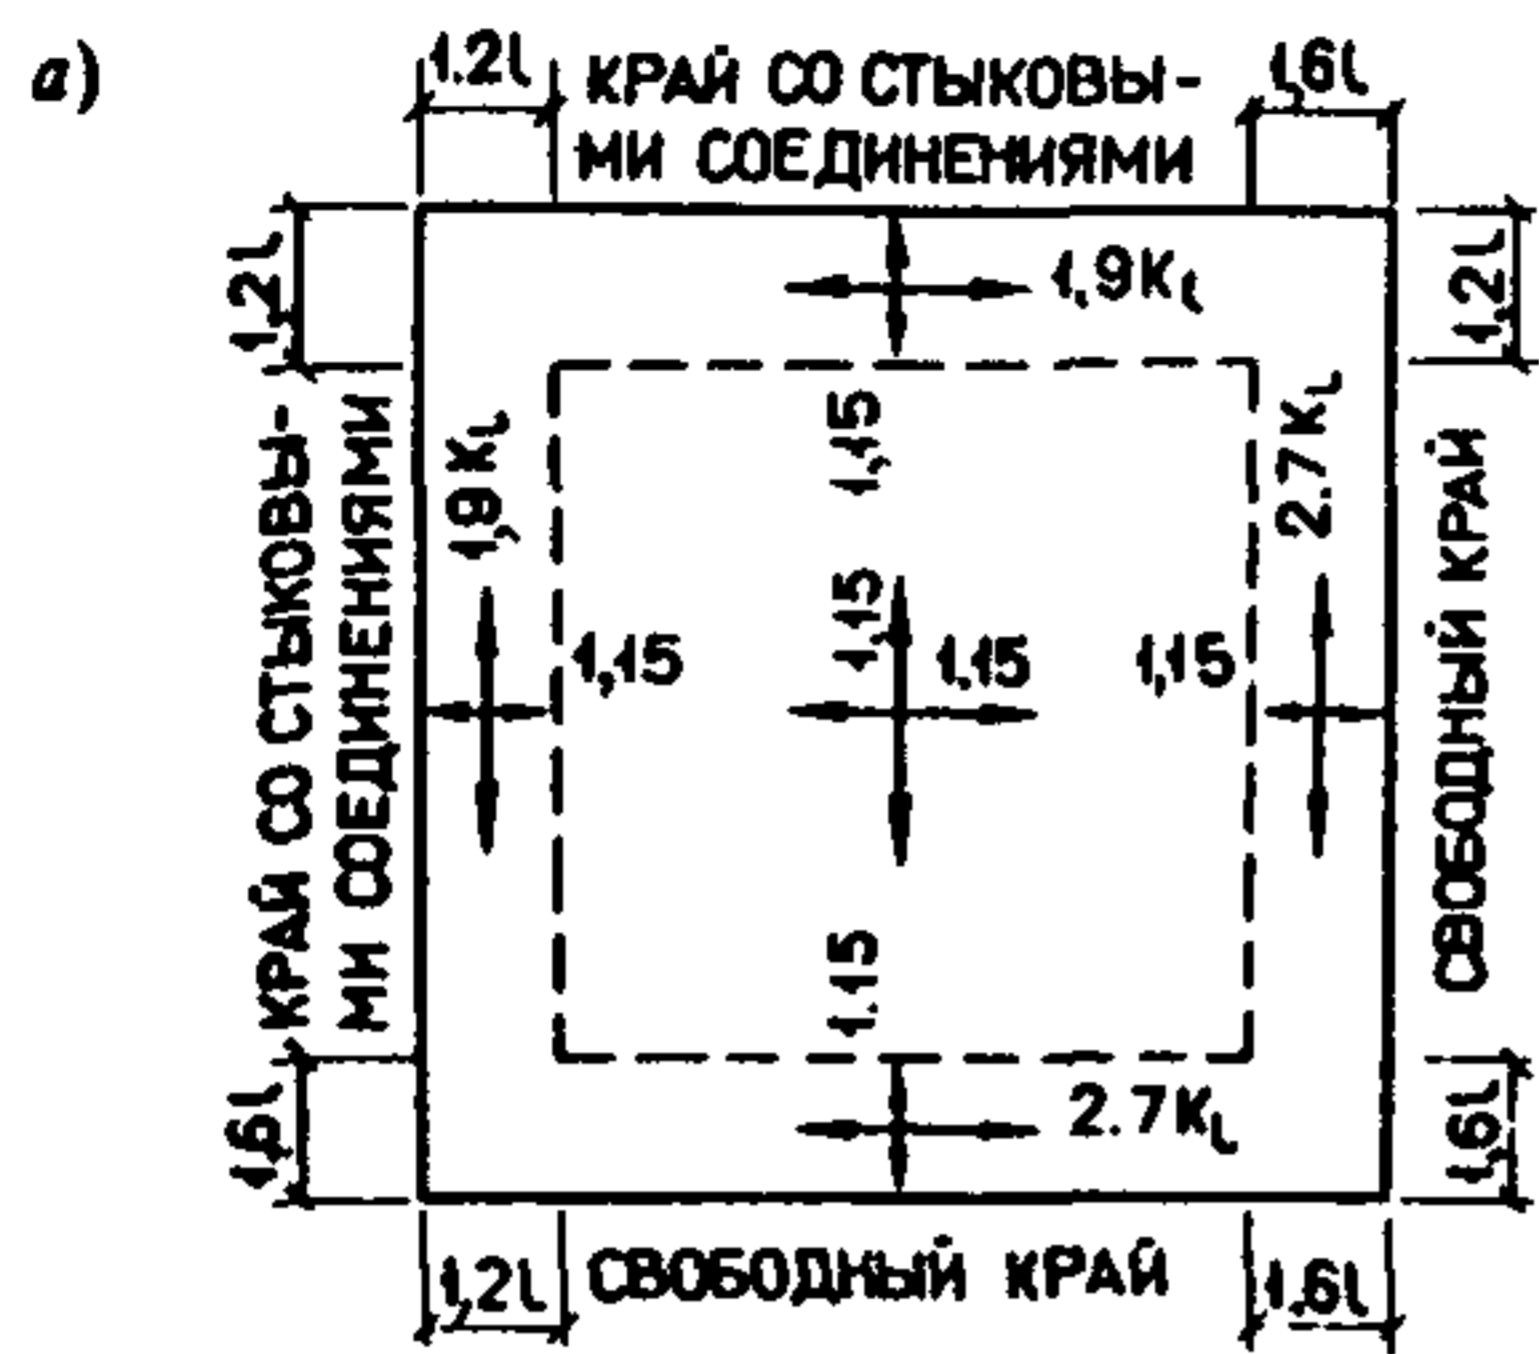 а)
1.2l
КРАЙ СО СТЫКОВЫ-
МИ СОЕДИНЕНИЯМИ
1,6l
1,2l
1,9Kl
1,2l
КРАЙ СО СТЫКОВЫ-
МИ СОЕДИНЕНИЯМИ
1,9Kl
1,15
1,15
1,15
1.15
1,15
2.7Kl
СВОБОДНЫЙ КРАЙ
1.15
1,6l
2.7Kl
1,6l
1,2l
СВОБОДНЫЙ КРАЙ
1.6l